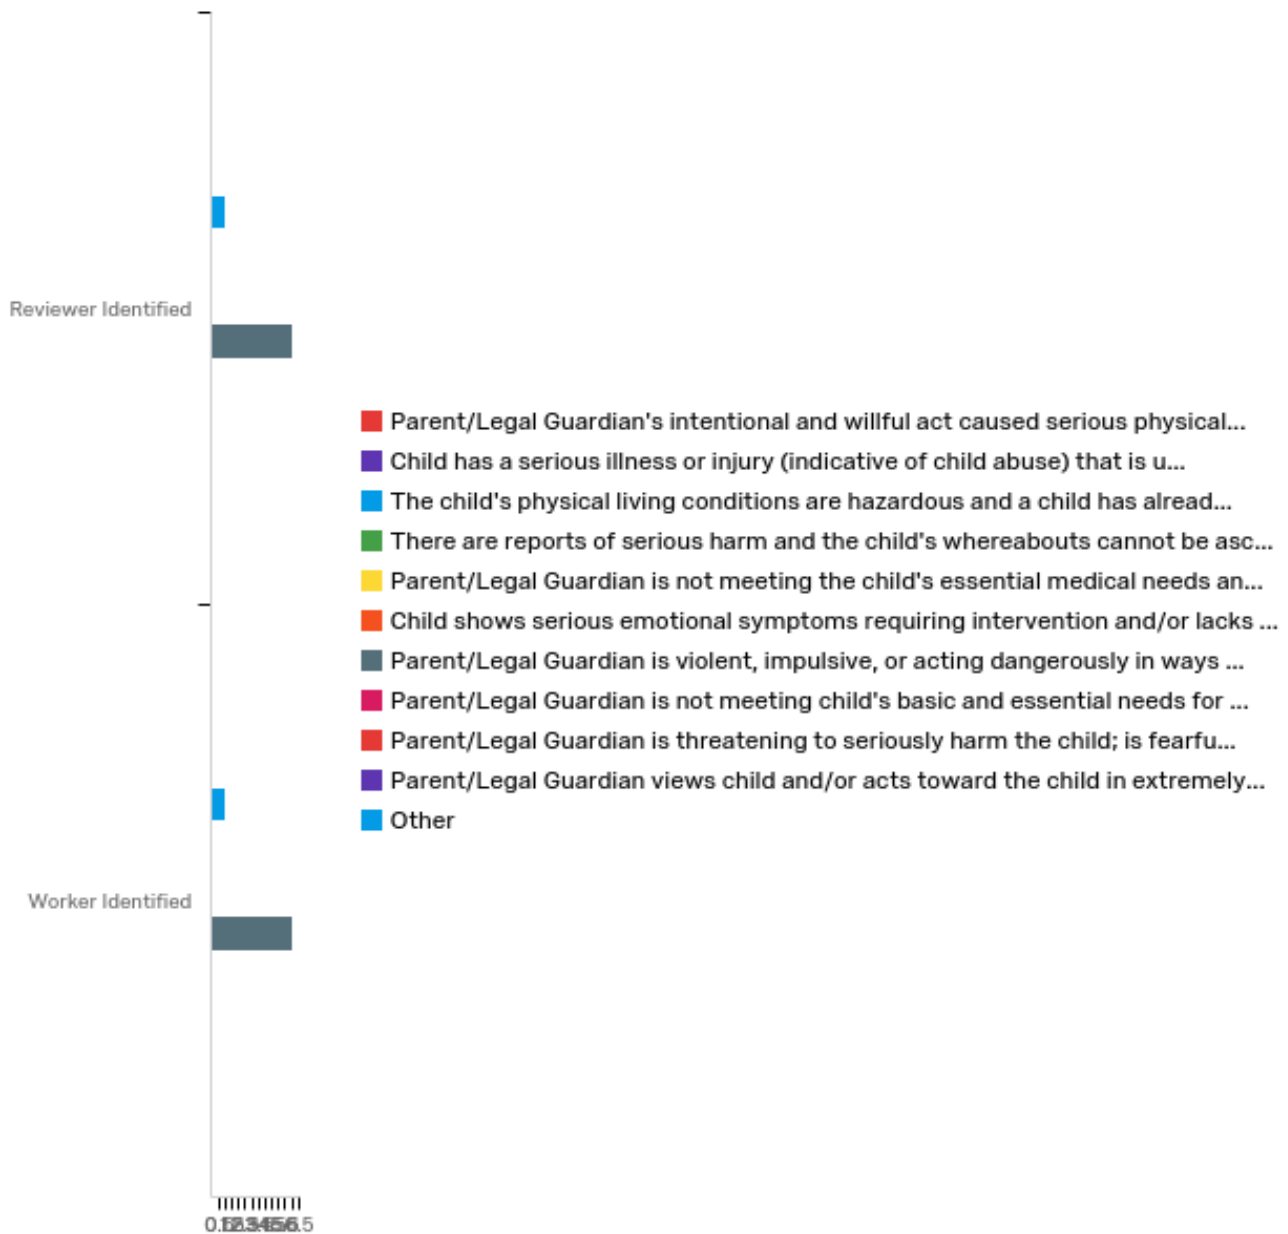 Reviewer Identified
Parent/Legal Guardian's intentional and willful act caused serious physical...
Child has a serious illness or injury (indicative of child abuse) that is u...
The child's physical living conditions are hazardous and a child has alread...
There are reports of serious harm and the child's whereabouts cannot be asc...
Parent/Legal Guardian is not meeting the child's essential medical needs an...
Child shows serious emotional symptoms requiring intervention and/or lacks ...
Parent/Legal Guardian is violent, impulsive, or acting dangerously in ways ...
Parent/Legal Guardian is not meeting child's basic and essential needs for ...
Parent/Legal Guardian is threatening to seriously harm the child; is fearfu...
Parent/Legal Guardian views child and/or acts toward the child in extremely...
Other
Worker Identified